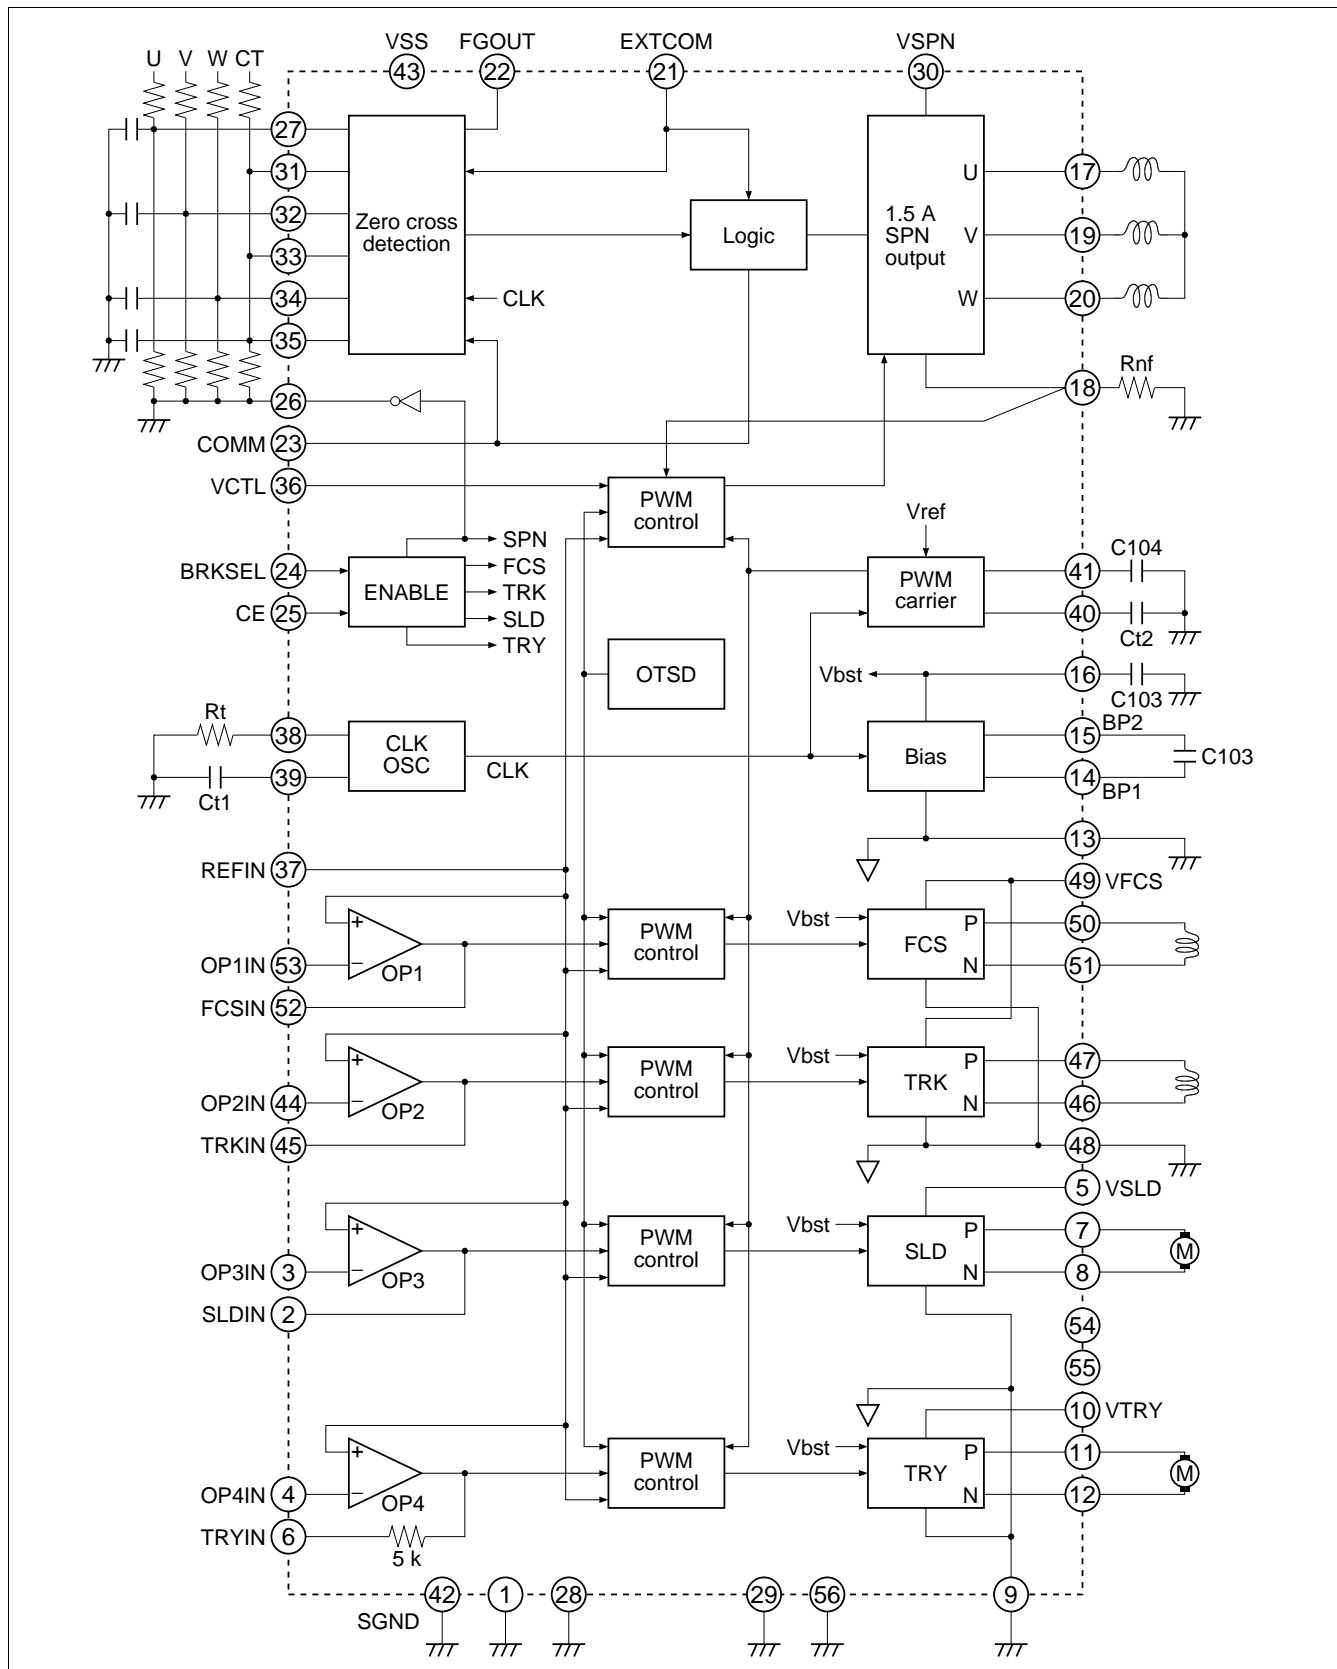 VSS FGOUT EXTCOM VSPN
U V W CT
43 22 21 30
27
31 17
U
32
Zero cross
detection
Logic
1.5 A
SPN
output
V 19
33
34 CLK W 20
35
Rnf
18
26
COMM 23
VCTL 36
PWM
control
Vref
SPN
C104
BRKSEL 24
FCS
41
ENABLE
TRK
PWM
carrier
CE 25
SLD
40
Ct2
TRY
OTSD
Vbst 16
C103
Rt
38
CLK
OSC
CLK
Bias
15 BP2
C103
39
Ct1
14 BP1
13
REFIN 37
49 VFCS
+
−
OP1
PWM
control
Vbst
FCS
P 50
N 51
OP1IN 53
FCSIN 52
+
−
OP2
PWM
control
Vbst
TRK
P 47
N 46
OP2IN 44
TRKIN 45
48
5 VSLD
+
−
OP3
PWM
control
Vbst
SLD
P 7
N 8
M
OP3IN 3
SLDIN 2
54
55
10 VTRY
+
−
OP4
PWM
control
Vbst
TRY
P 11
N 12
M
OP4IN 4
TRYIN 6
5 k
42 1 28 29 56 9
SGND